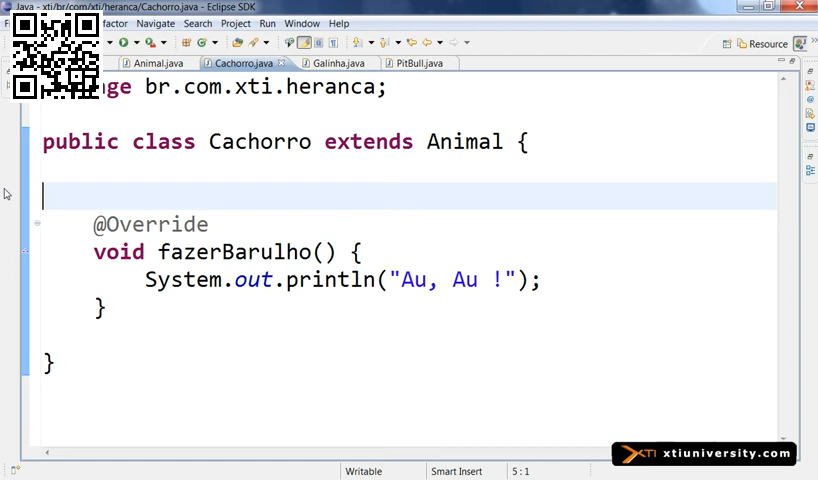 Java - xti/br/com/xti/heranca/Cachorro.java - Eclipse SDK
Navigate Search Project Run Window Help
Resource
Animal.java Cachorro.java Galinha.java PitBull.java
br.com.xti.heranca;
public class Cachorro extends Animal {
@Override
void fazerBarulho() {
System.out.println("Au, Au !");
}
}
XTI xtiuniversity.com
Writable Smart Insert 5 : 1